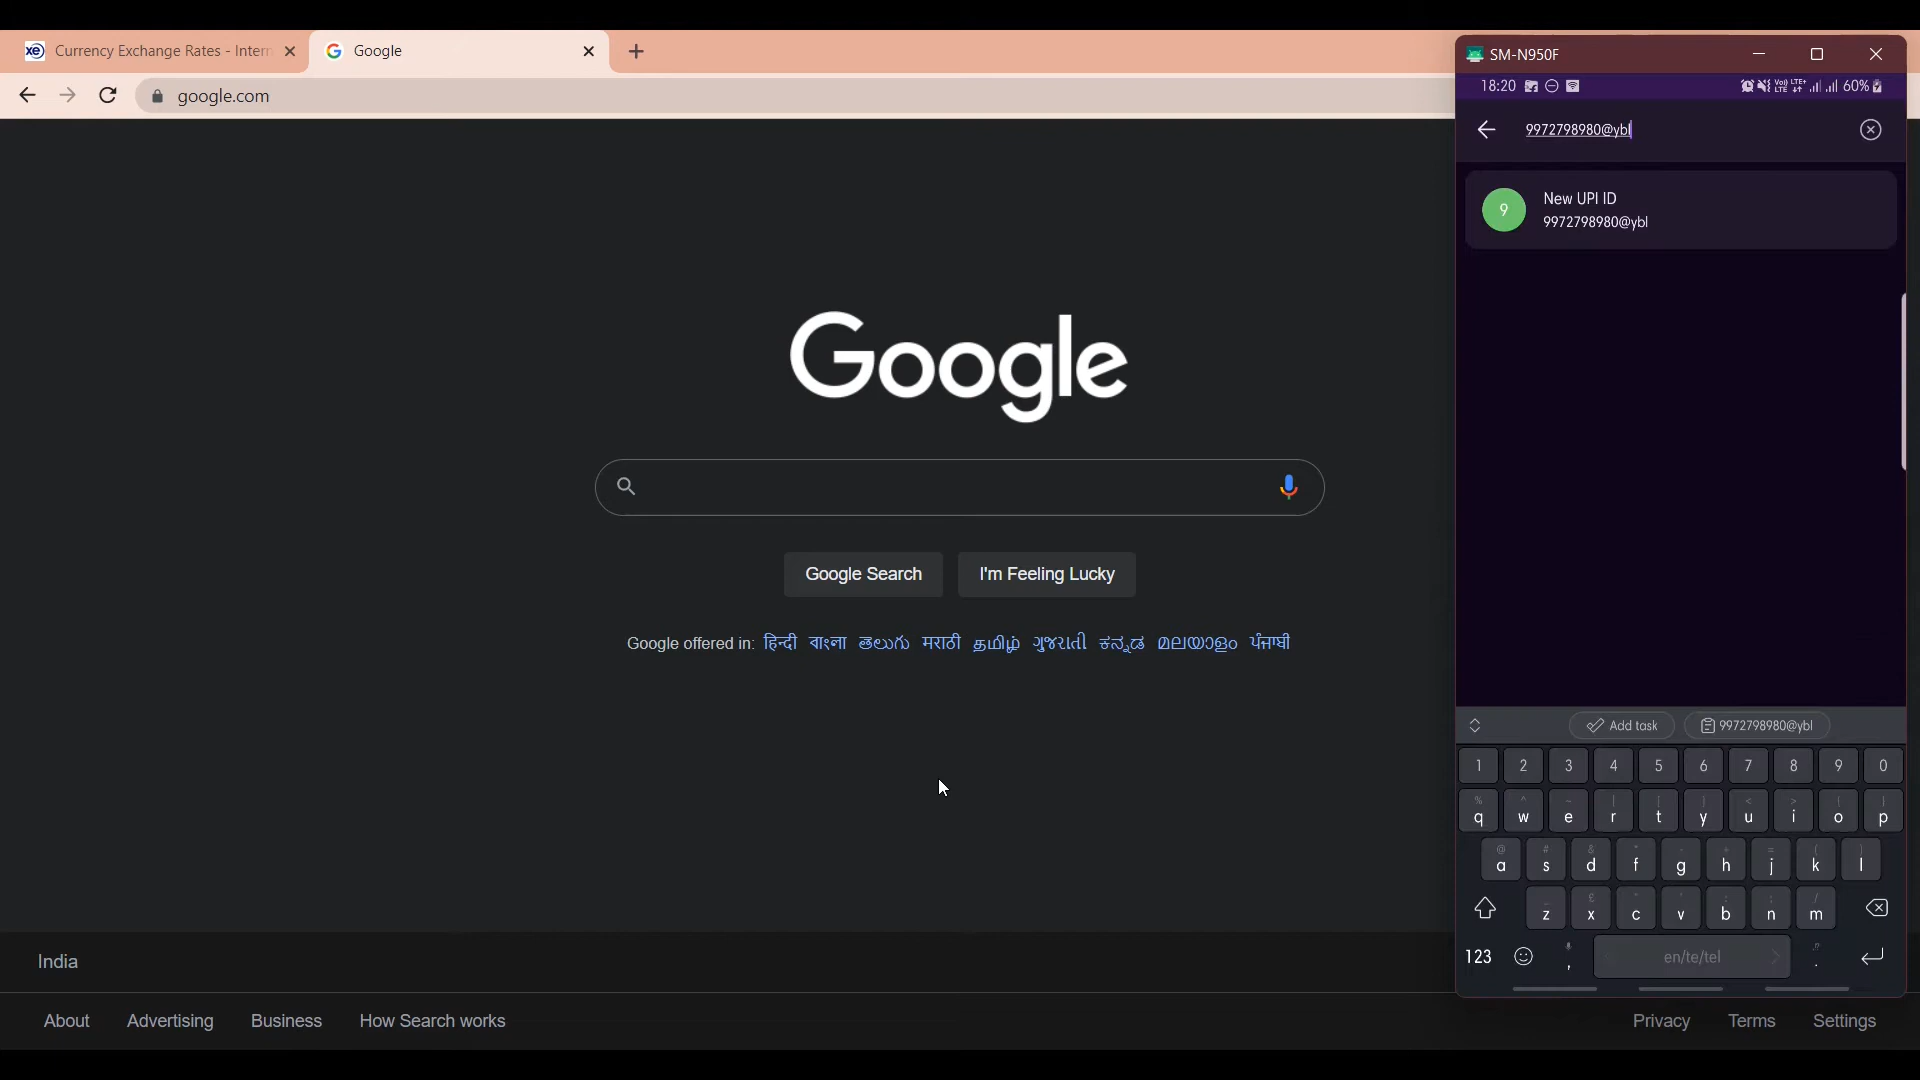 Currency Exchange Rates - Intern
Google
google.com
Google
Google Search
I'm Feeling Lucky
Google offered in: हिन्दी বাংলা తెలుగు मराठी தமிழ் ગુજરાતી ಕನ್ನಡ മലയാളം ਪੰਜਾਬੀ
India
About
Advertising
Business
How Search works
Privacy
Terms
Settings
SM-N950F
18:20
60%
9972798980@ybl
9
New UPI ID
9972798980@ybl
Add task
9972798980@ybl
1 2 3 4 5 6 7 8 9 0
q w e r t y u i o p
a s d f g h j k l
z x c v b n m
123 , en/te/tel .